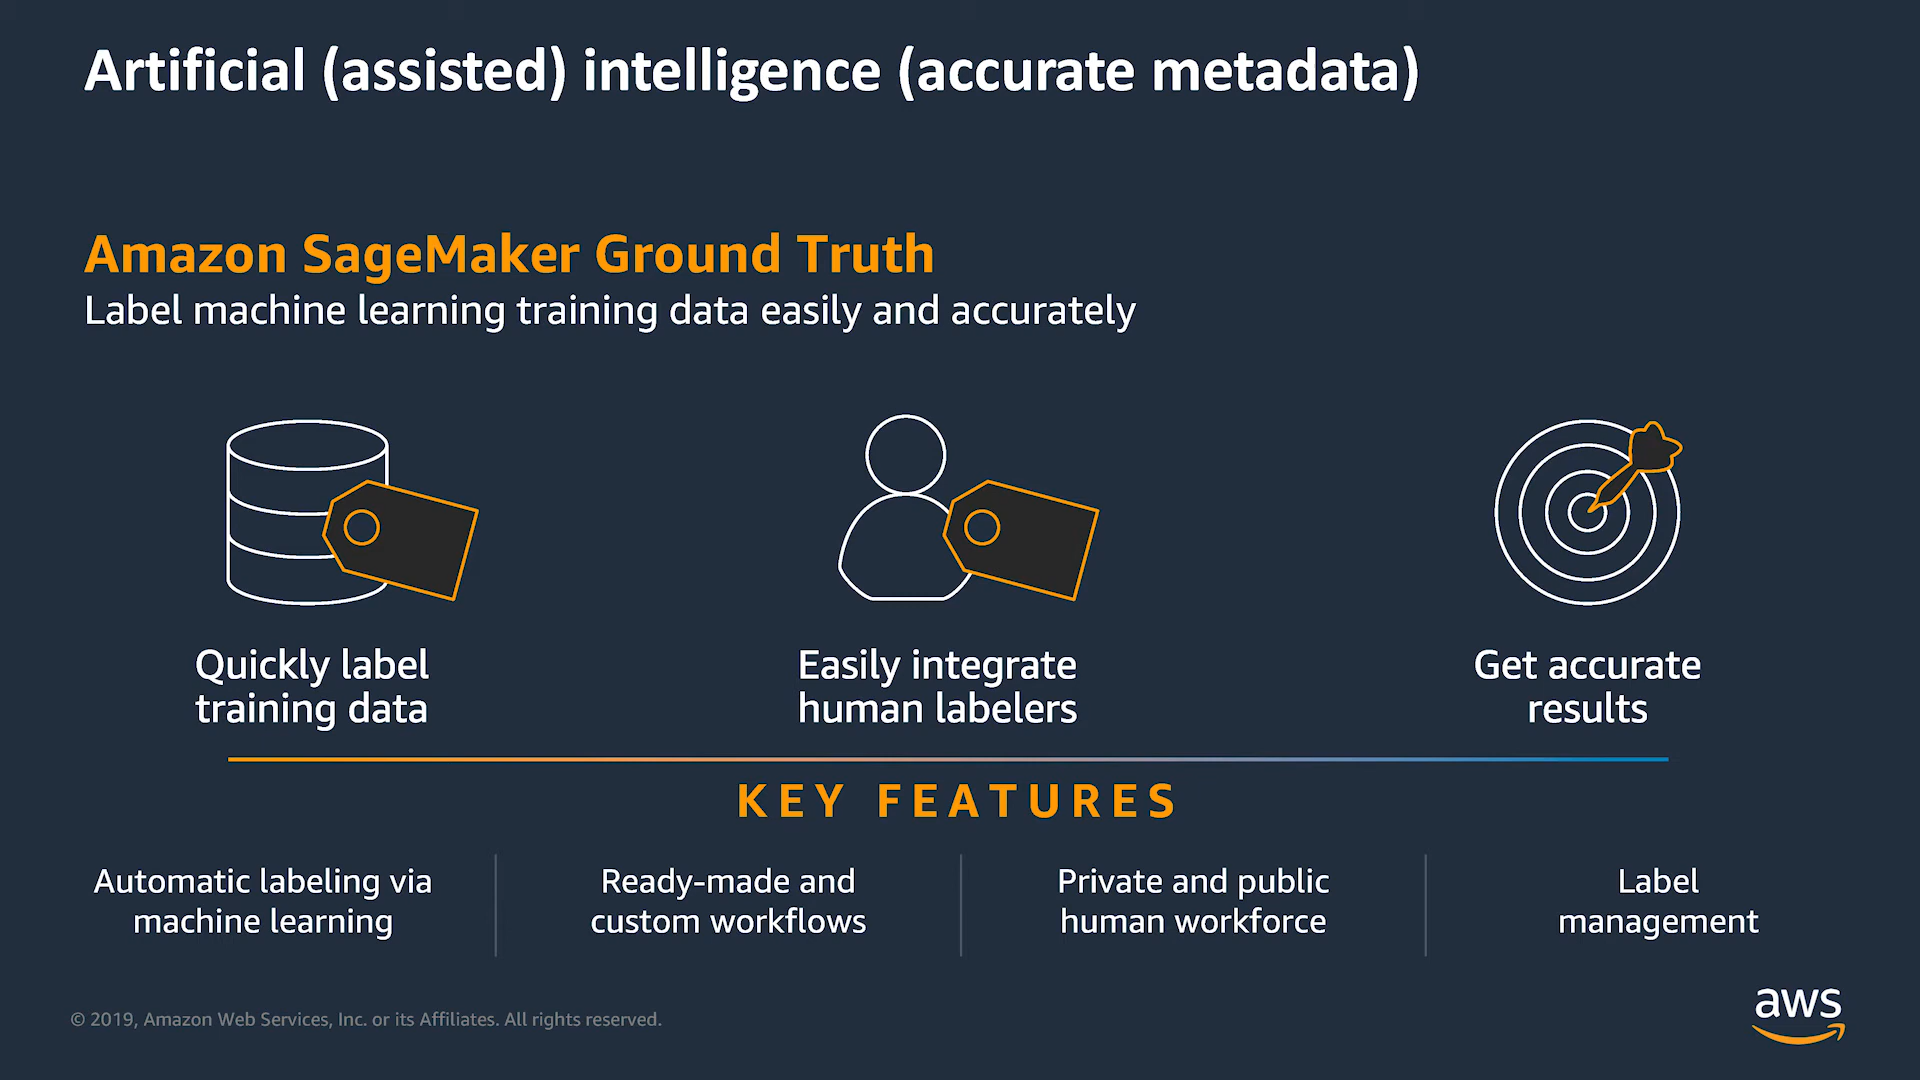 Artificial (assisted) intelligence (accurate metadata)
Amazon SageMaker Ground Truth
Label machine learning training data easily and accurately
Quickly label
training data
Easily integrate
human labelers
Get accurate
results
KEY FEATURES
Automatic labeling via
machine learning
Ready-made and
custom workflows
Private and public
human workforce
Label
management
© 2019, Amazon Web Services, Inc. or its Affiliates. All rights reserved.
aws